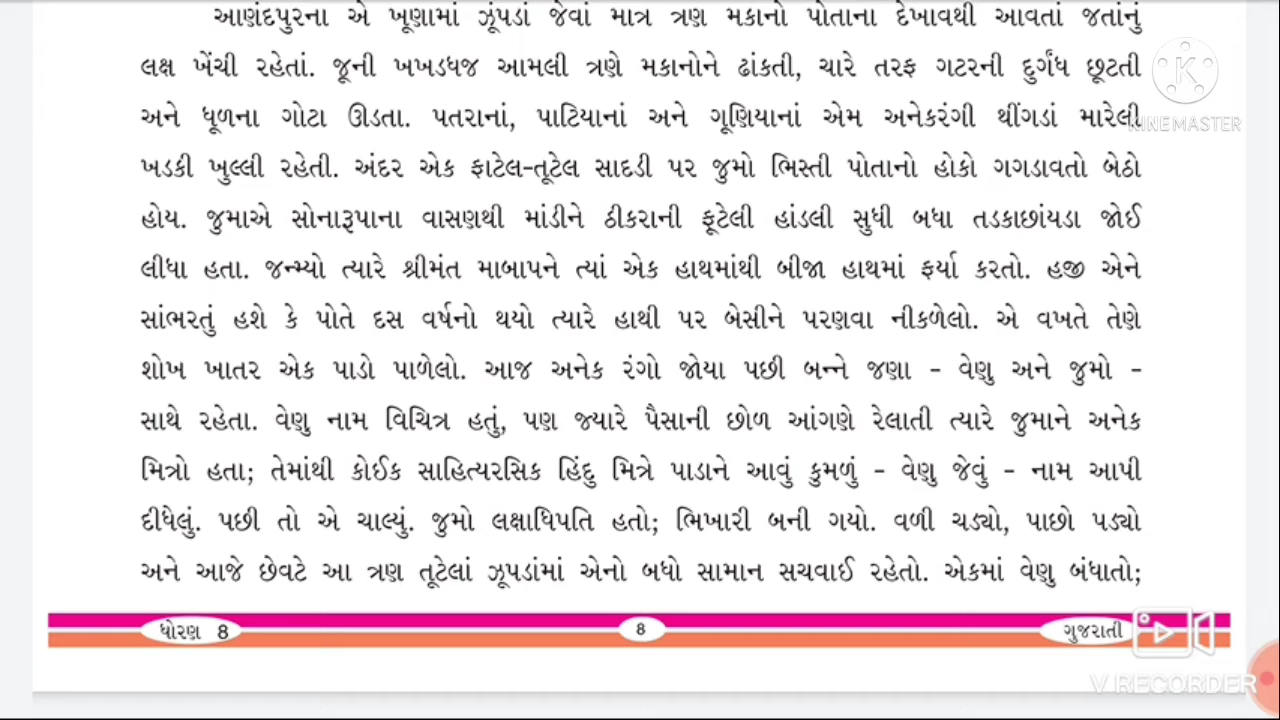 આણંદપુરના એ ખૂણામાં ઝૂંપડાં જેવાં માત્ર ત્રણ મકાનો પોતાના દેખાવથી આવતાં જતાંનું
લક્ષ ખેંચી રહેતાં. જૂની ખખડધજ આમલી ત્રણે મકાનોને ઢાંકતી, ચારે તરફ ગટરની દુર્ગંધ છૂટતી
અને ધૂળના ગોટા ઊડતા. પતરાનાં, પાટિયાનાં અને ગૂણિયાનાં એમ અનેકરંગી થીંગડાં મારેલી
ખડકી ખુલ્લી રહેતી. અંદર એક ફાટેલ-તૂટેલ સાદડી પર જુમો ભિસ્તી પોતાનો હોકો ગગડાવતો બેઠો
હોય. જુમાએ સોનારૂપાના વાસણથી માંડીને ઠીકરાની ફૂટેલી હાંડલી સુધી બધા તડકાછાંયડા જોઈ
લીધા હતા. જન્મ્યો ત્યારે શ્રીમંત માબાપને ત્યાં એક હાથમાંથી બીજા હાથમાં ફર્યા કરતો. હજી એને
સાંભરતું હશે કે પોતે દસ વર્ષનો થયો ત્યારે હાથી પર બેસીને પરણવા નીકળેલો. એ વખતે તેણે
શોખ ખાતર એક પાડો પાળેલો. આજ અનેક રંગો જોયા પછી બન્ને જણા - વેણુ અને જુમો -
સાથે રહેતા. વેણુ નામ વિચિત્ર હતું, પણ જ્યારે પૈસાની છોળ આંગણે રેલાતી ત્યારે જુમાને અનેક
મિત્રો હતા; તેમાંથી કોઈક સાહિત્યરસિક હિંદુ મિત્રે પાડાને આવું કુમળું - વેણુ જેવું - નામ આપી
દીધેલું. પછી તો એ ચાલ્યું. જુમો લક્ષાધિપતિ હતો; ભિખારી બની ગયો. વળી ચડ્યો, પાછો પડ્યો
અને આજે છેવટે આ ત્રણ તૂટેલાં ઝૂપડાંમાં એનો બધો સામાન સચવાઈ રહેતો. એકમાં વેણુ બંધાતો;
ધોરણ 8
8
ગુજરાતી
K
KINEMASTER
V RECORDER